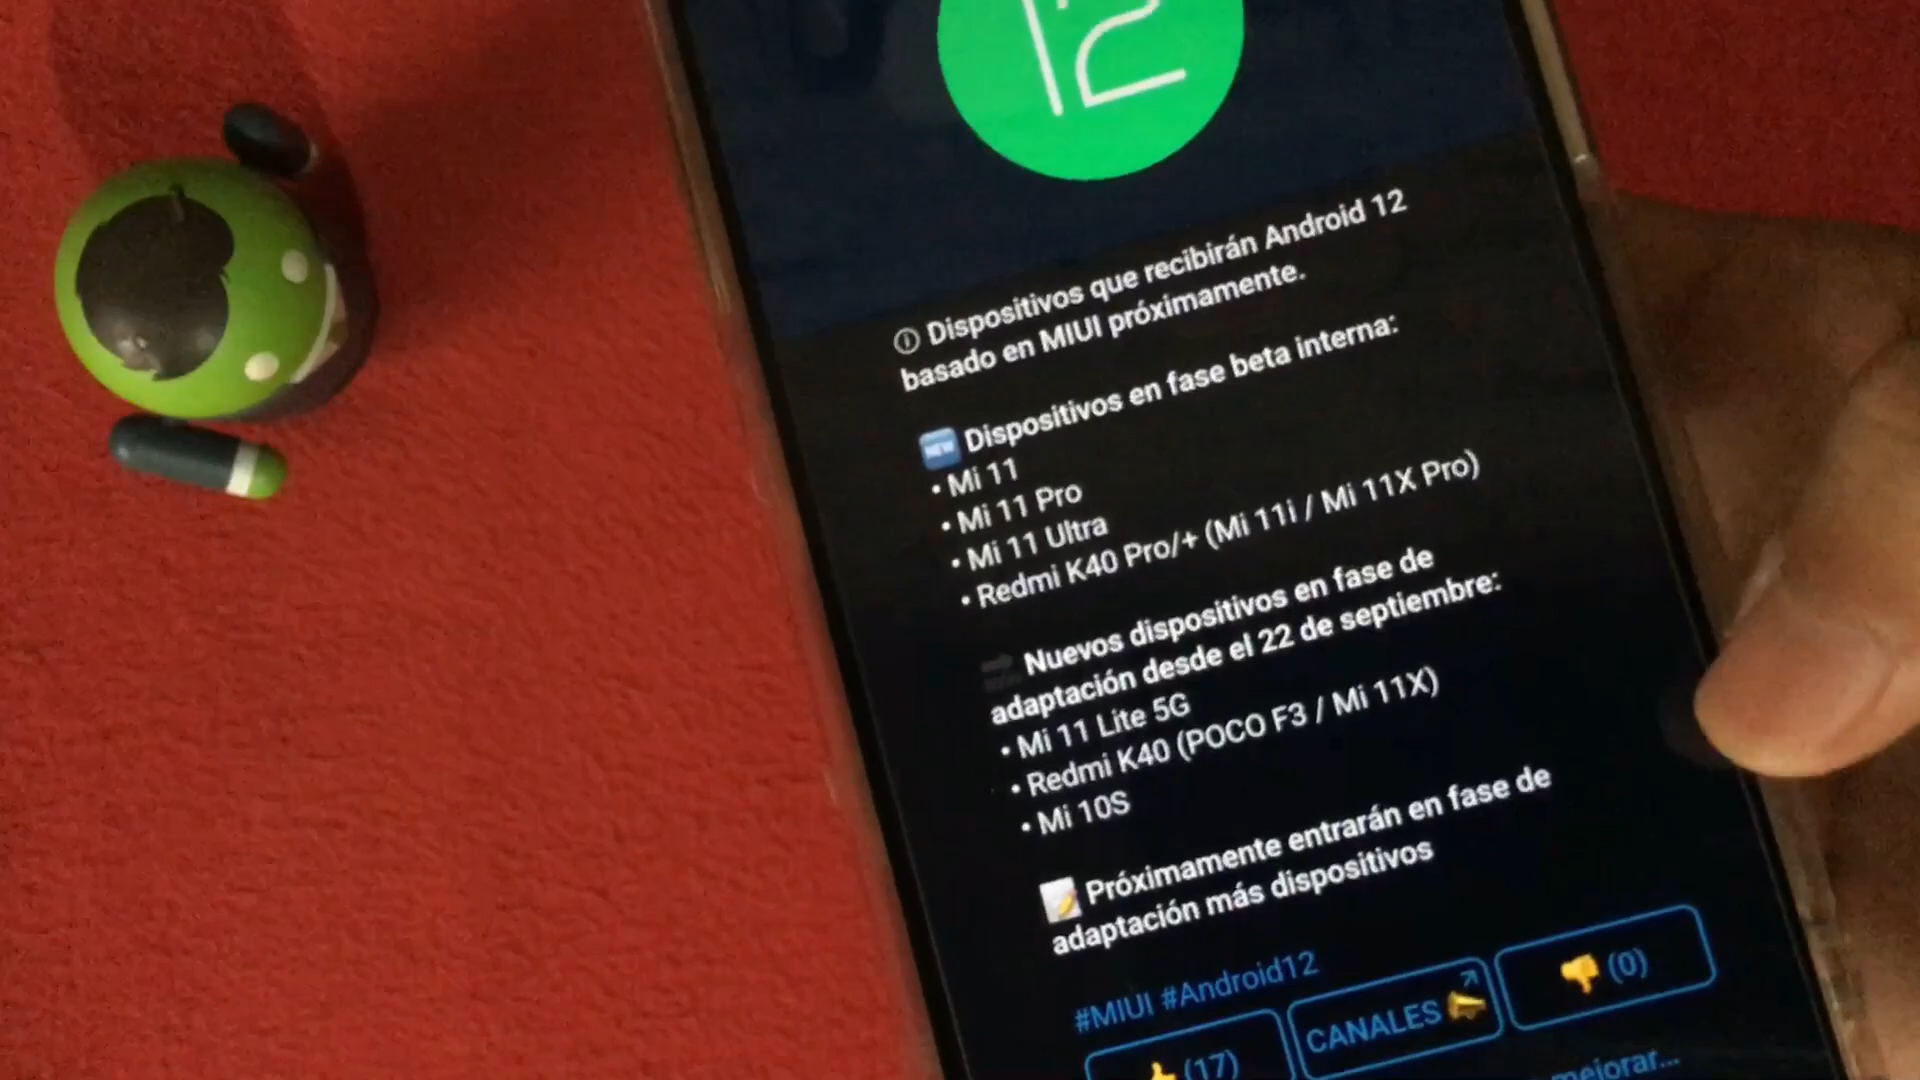 12
Dispositivos que recibirán Android 12
basado en MIUI próximamente.
NEW Dispositivos en fase beta interna:
• Mi 11
• Mi 11 Pro
• Mi 11 Ultra
• Redmi K40 Pro/+ (Mi 11i / Mi 11X Pro)
Nuevos dispositivos en fase de
adaptación desde el 22 de septiembre:
• Mi 11 Lite 5G
• Redmi K40 (POCO F3 / Mi 11X)
• Mi 10S
Próximamente entrarán en fase de
adaptación más dispositivos
#MIUI #Android12
(17) CANALES (0)
mejorar...